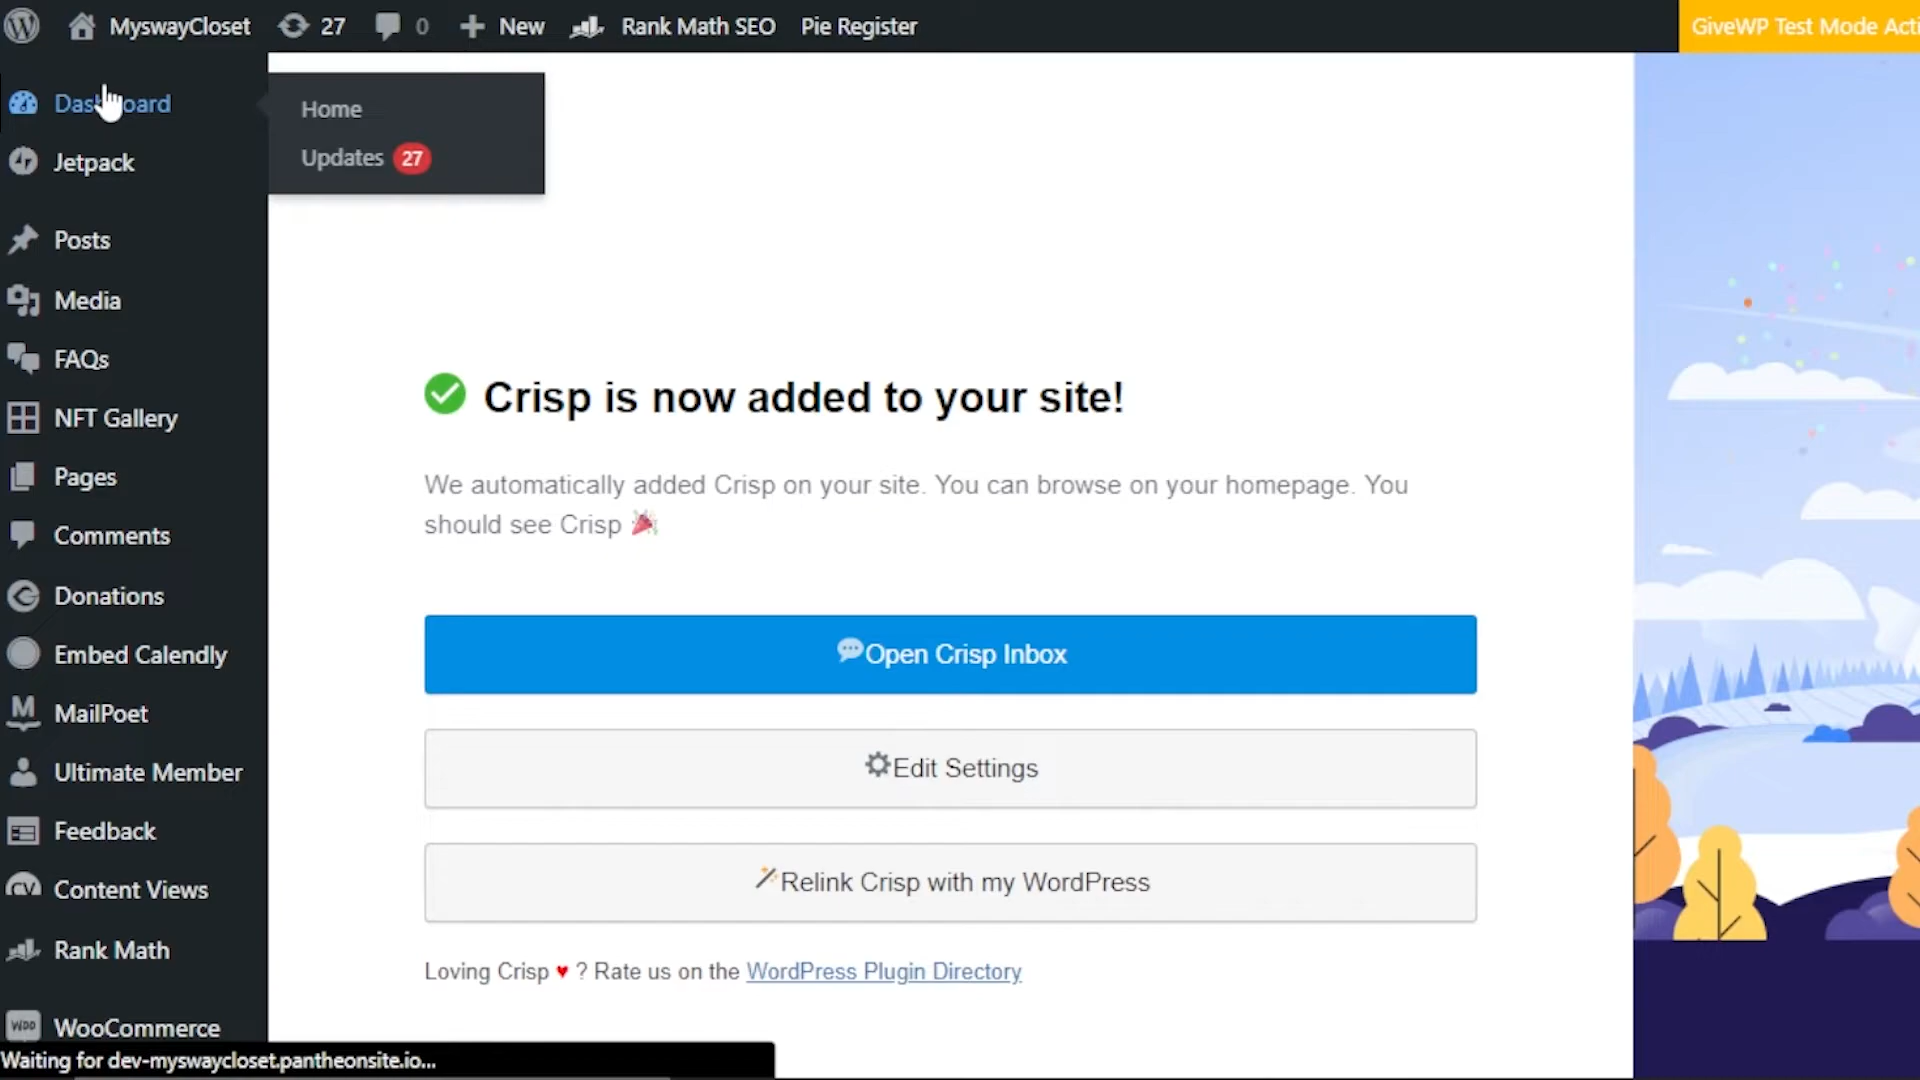 MyswayCloset 27 0 New Rank Math SEO Pie Register
GiveWP Test Mode Acti
Dashboard
Home
Updates 27
Jetpack
Posts
Media
FAQs
NFT Gallery
Pages
Comments
Donations
Embed Calendly
MailPoet
Ultimate Member
Feedback
Content Views
Rank Math
WooCommerce
Crisp is now added to your site!
We automatically added Crisp on your site. You can browse on your homepage. You
should see Crisp 🎉
Open Crisp Inbox
Edit Settings
Relink Crisp with my WordPress
Loving Crisp ♥ ? Rate us on the WordPress Plugin Directory
Waiting for dev-myswaycloset.pantheonsite.io...